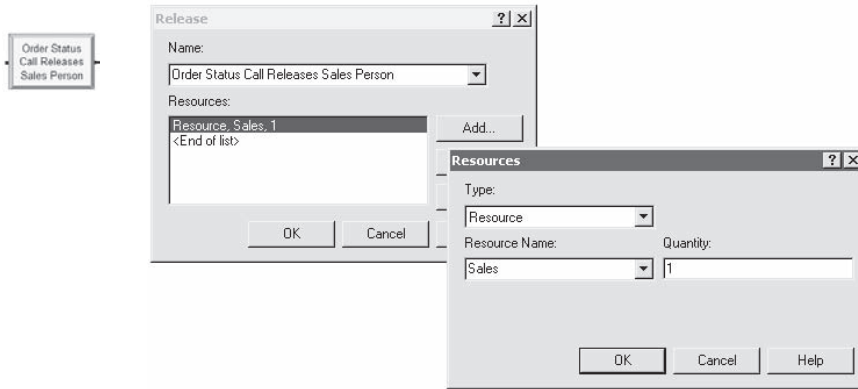 Order Status
Call Releases
Sales Person
Release
Name:
Order Status Call Releases Sales Person
Resources:
Resource, Sales, 1
<End of list>
Add...
OK
Cancel
Resources
Type:
Resource
Resource Name:
Quantity:
Sales
1
OK
Cancel
Help